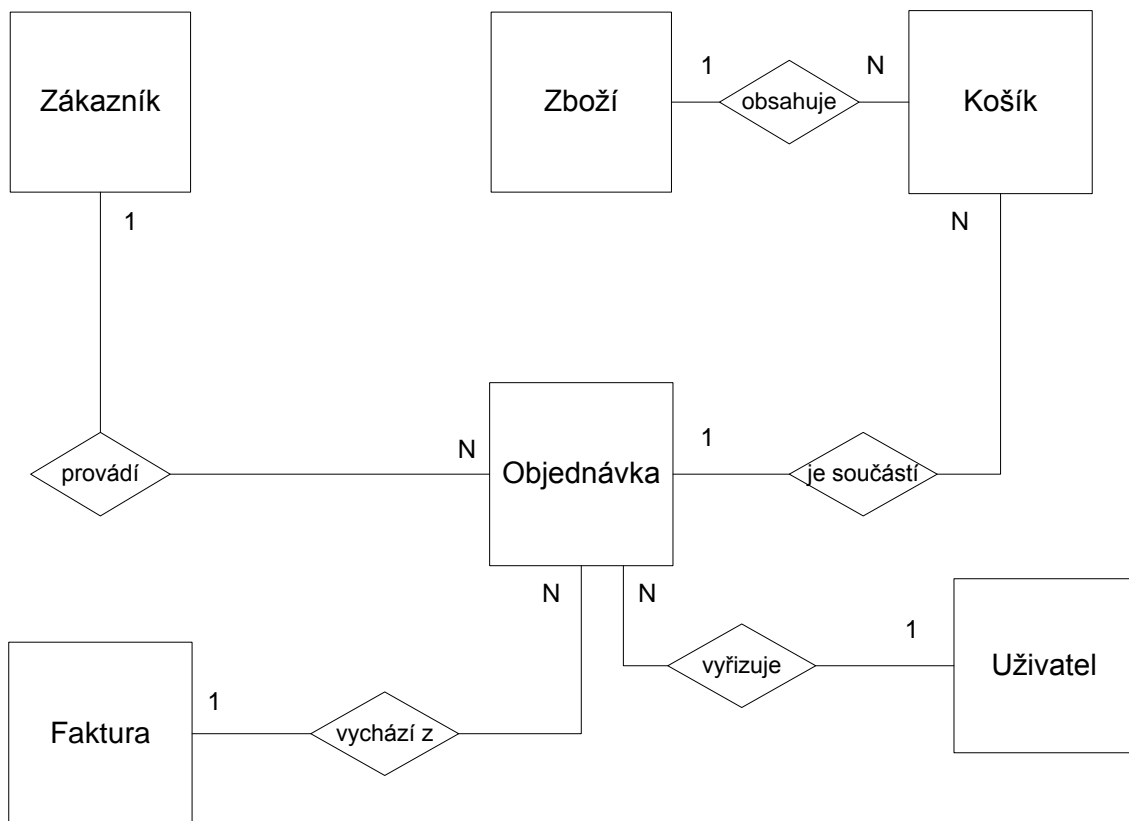 Zákazník
Zboží
1
obsahuje
N
Košík
1
N
provádí
N
Objednávka
1
je součástí
N
N
Faktura
1
vychází z
vyřizuje
1
Uživatel